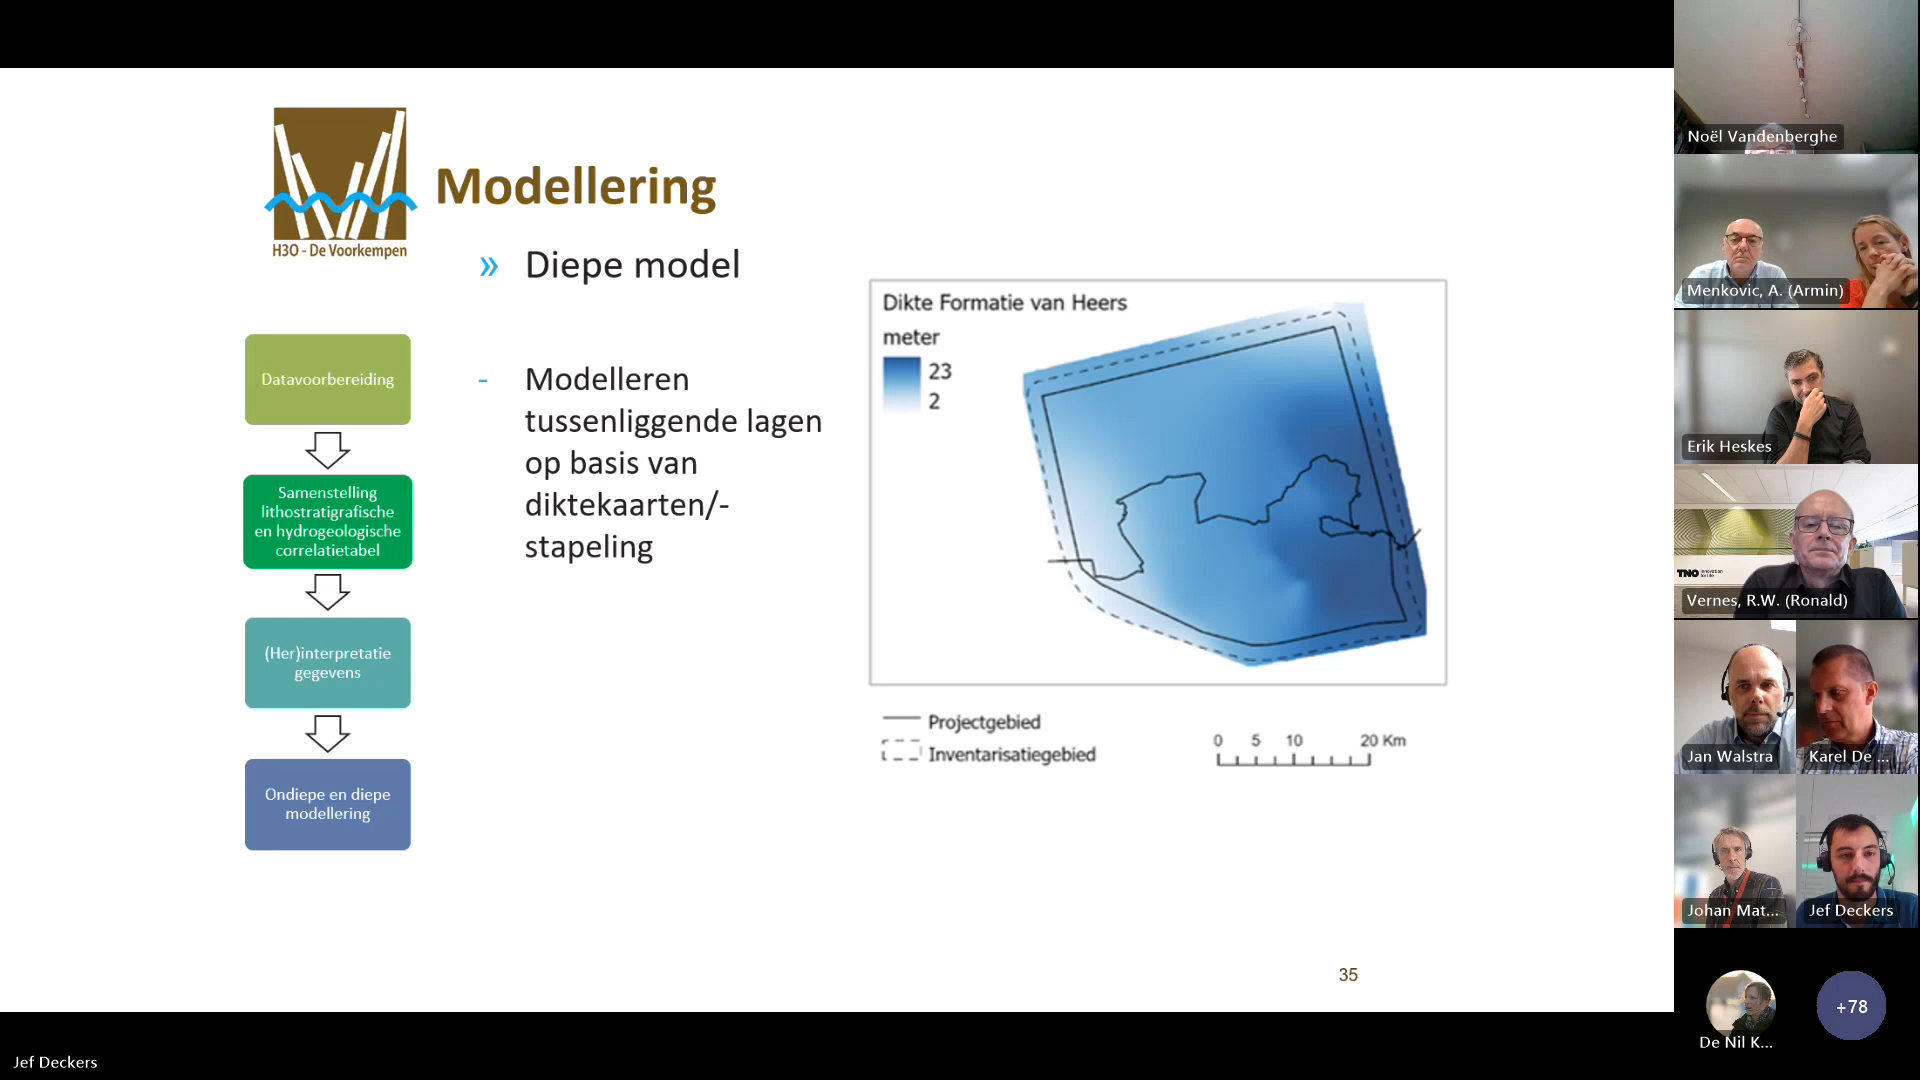 H3O - De Voorkempen
Modellering
» Diepe model
- Modelleren
tussenliggende lagen
op basis van
diktekaarten/-
stapeling
Datavoorbereiding
Samenstelling
lithostratigrafische
en hydrogeologische
correlatietabel
(Her)interpretatie
gegevens
Ondiepe en diepe
modellering
Dikte Formatie van Heers
meter
23
2
Projectgebied
Inventarisatiegebied
0 5 10 20 Km
35
Jef Deckers
Noël Vandenberghe
Menkovic, A. (Armin)
Erik Heskes
TNO innovation for life
Vernes, R.W. (Ronald)
Jan Walstra
Karel De ...
Johan Mat...
Jef Deckers
De Nil K...
+78